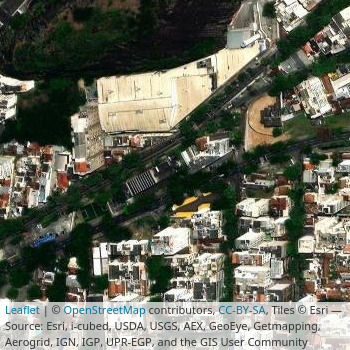 Leaflet | © OpenStreetMap contributors, CC-BY-SA, Tiles © Esri —
Source: Esri, i-cubed, USDA, USGS, AEX, GeoEye, Getmapping,
Aerogrid, IGN, IGP, UPR-EGP, and the GIS User Community